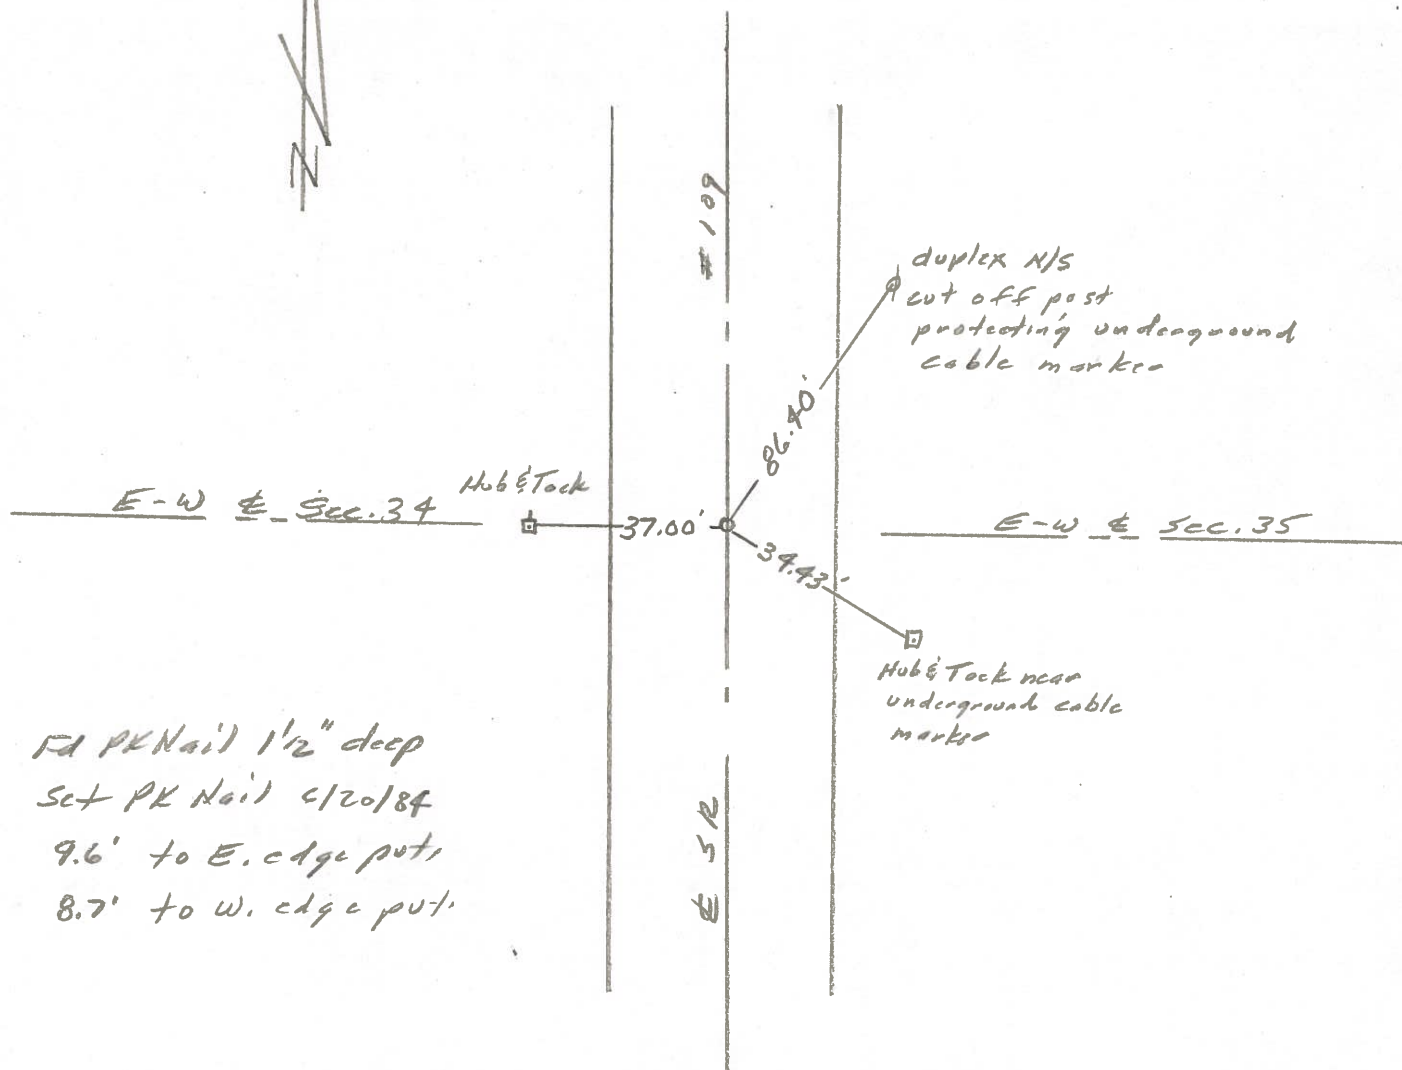 N
# 109
duplex N/S
cut off post
protecting underground
cable marker
86.40'
Hub & Tack
E-W ℄ Sec. 34
37.00'
E-W ℄ Sec. 35
34.43'
Hub & Tack near
underground cable
marker
Fd PK Nail 1½" deep
Set PK Nail 6/20/84
9.6' to E. edge pvt.
8.7' to W. edge pvt.
℄ SR